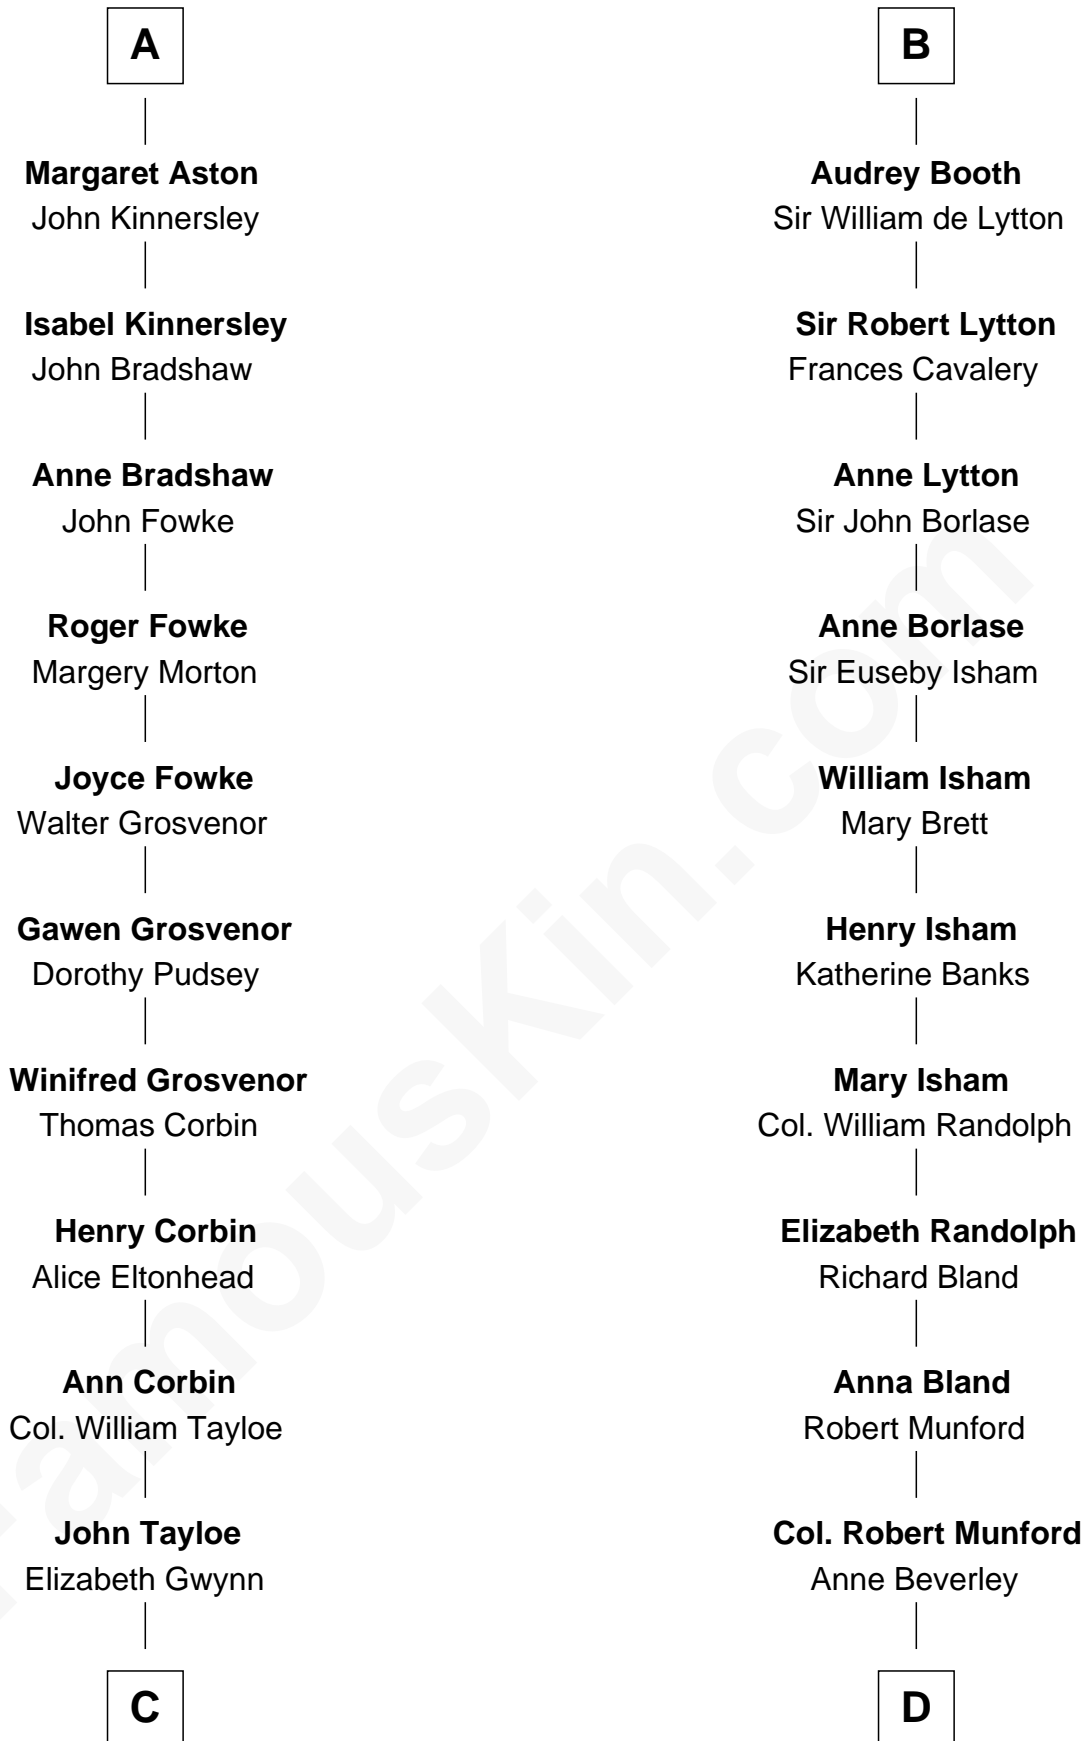 A
Margaret Aston
John Kinnersley
Isabel Kinnersley
John Bradshaw
Anne Bradshaw
John Fowke
Roger Fowke
Margery Morton
Joyce Fowke
Walter Grosvenor
Gawen Grosvenor
Dorothy Pudsey
Winifred Grosvenor
Thomas Corbin
Henry Corbin
Alice Eltonhead
Ann Corbin
Col. William Tayloe
John Tayloe
Elizabeth Gwynn
C
B
Audrey Booth
Sir William de Lytton
Sir Robert Lytton
Frances Cavalery
Anne Lytton
Sir John Borlase
Anne Borlase
Sir Euseby Isham
William Isham
Mary Brett
Henry Isham
Katherine Banks
Mary Isham
Col. William Randolph
Elizabeth Randolph
Richard Bland
Anna Bland
Robert Munford
Col. Robert Munford
Anne Beverley
D
FamousKin.com